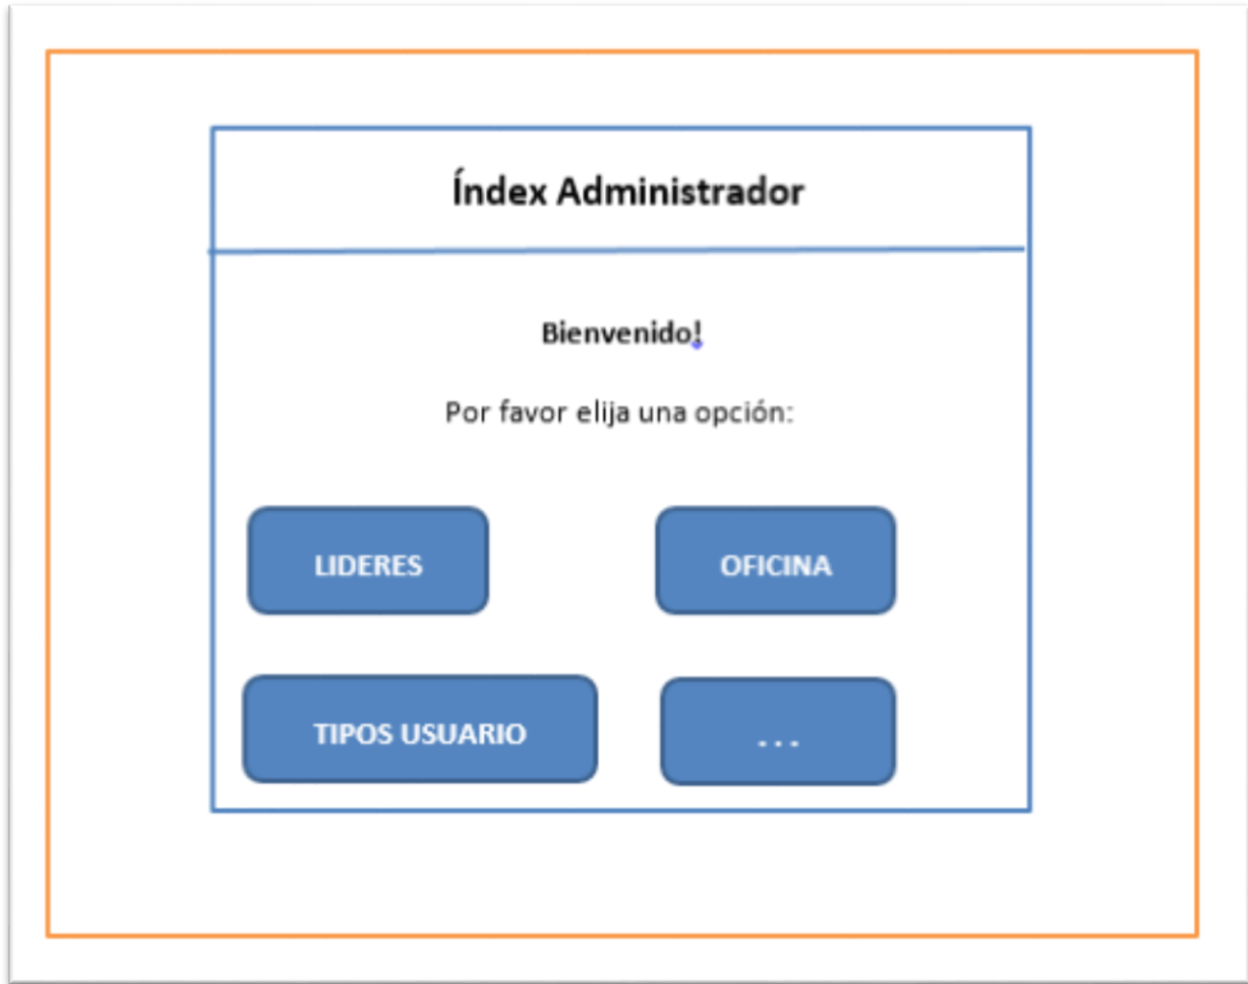 Índex Administrador
Bienvenido!
Por favor elija una opción:
LIDERES
OFICINA
TIPOS USUARIO
...